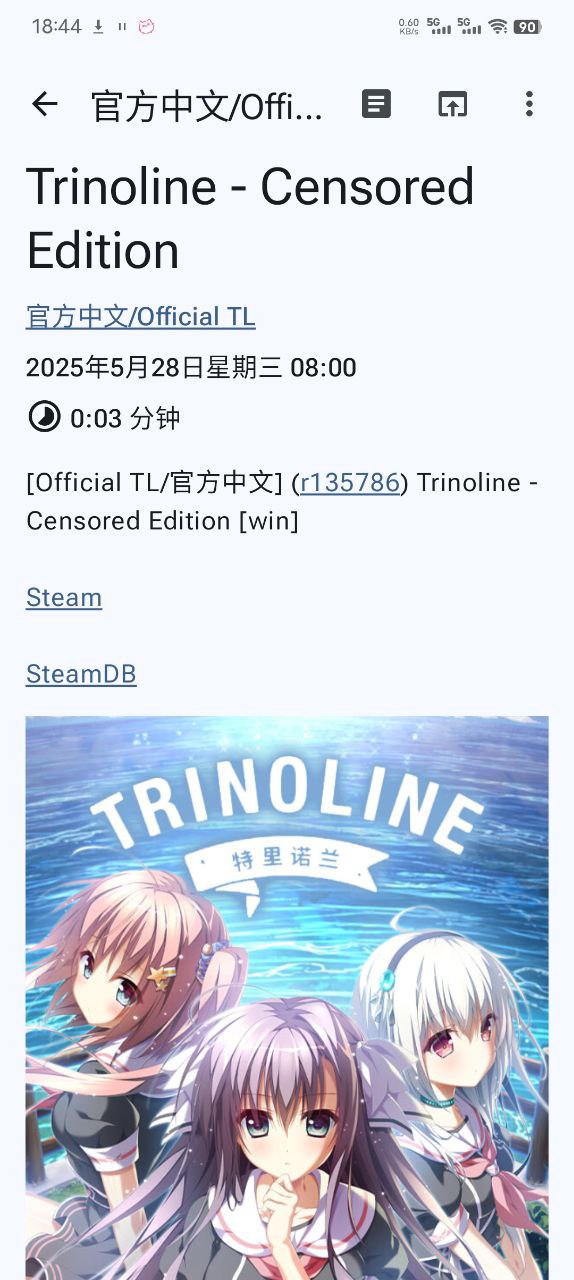 18:44
0.60 KB/s 5G 5G 90
官方中文/Offi...
Trinoline - Censored
Edition
官方中文/Official TL
2025年5月28日星期三 08:00
0:03 分钟
[Official TL/官方中文] (r135786) Trinoline -
Censored Edition [win]
Steam
SteamDB
TRINOLINE
特里诺兰